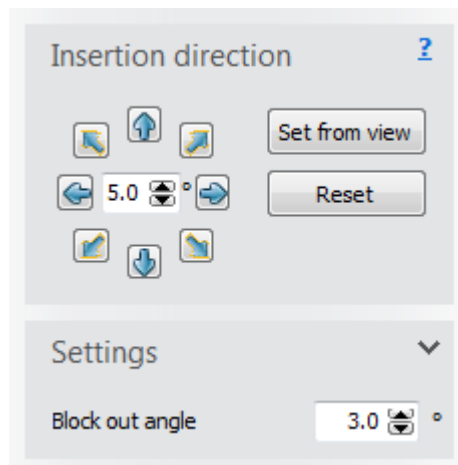 Insertion direction ?
Set from view
5.0 °
Reset
Settings
Block out angle 3.0 °